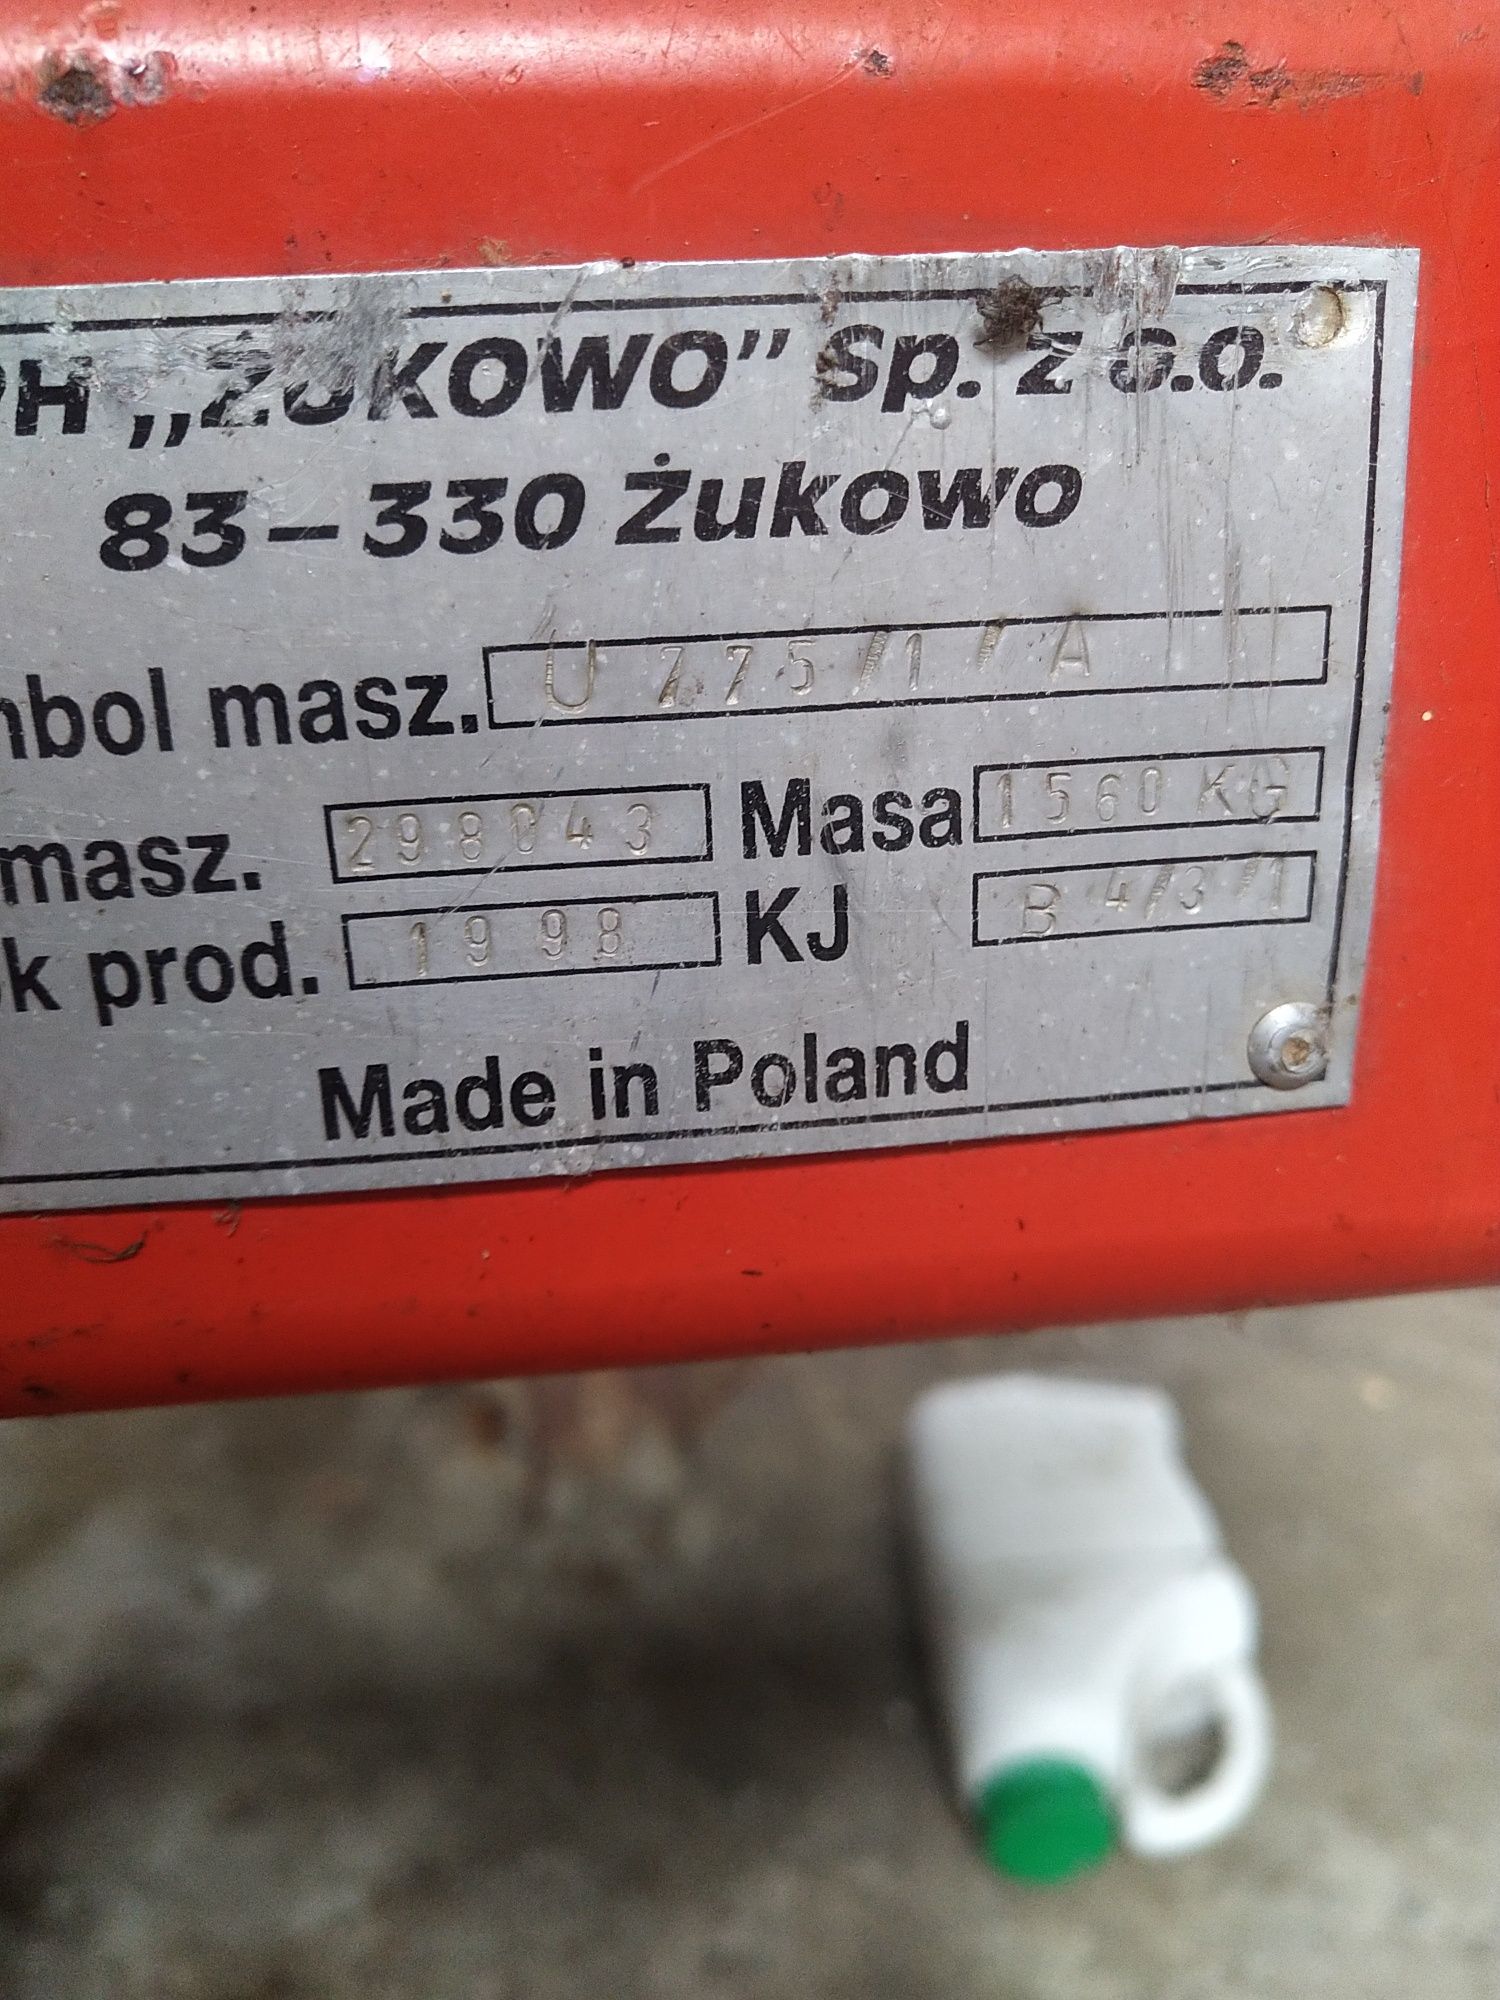 PH „ŻUKOWO” Sp. z o.o.
83-330 Żukowo
mbol masz. U 775/1/A
masz. 298043 Masa 1560 KG
k prod. 1998 KJ B 4/3/1
Made in Poland